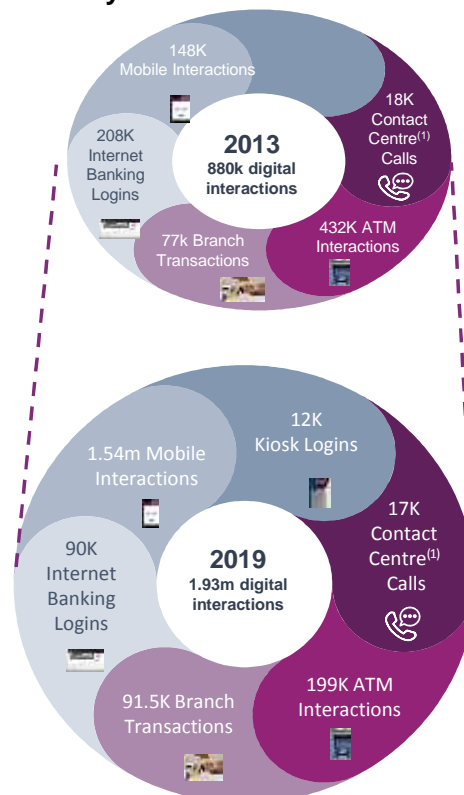 148K
Mobile Interactions
18K
Contact
Centre(1)
Calls
2013
880k digital
interactions
208K
Internet
Banking
Logins
432K ATM
Interactions
77k Branch
Transactions
12K
Kiosk Logins
1.54m Mobile
Interactions
17K
Contact
Centre(1)
Calls
2019
1.93m digital
interactions
90K
Internet
Banking
Logins
199K ATM
Interactions
91.5K Branch
Transactions